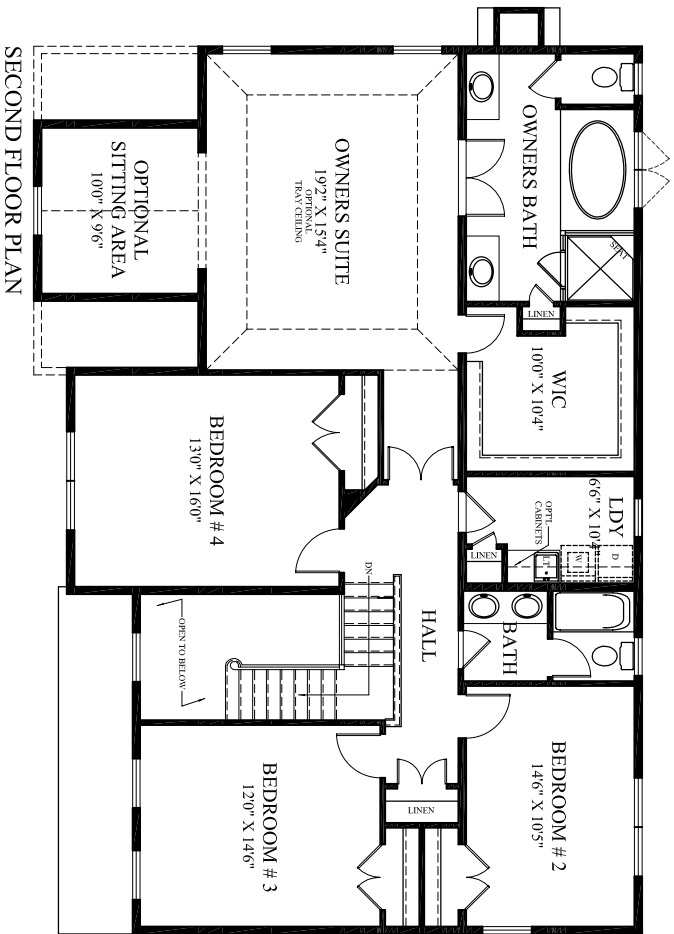 OWNERS BATH
SEAT
LINEN
WIC
10'0" X 10'4"
LDY
6'6" X 10'4"
D
W
LT
OPT'L
CABINETS
LINEN
BATH
BEDROOM # 2
14'6" X 10'5"
OWNERS SUITE
19'2" X 15'4"
OPTIONAL
TRAY CEILING
HALL
DN
LINEN
OPTIONAL
SITTING AREA
10'0" X 9'6"
BEDROOM # 4
13'0" X 16'0"
OPEN TO BELOW
BEDROOM # 3
12'0" X 14'6"
SECOND FLOOR PLAN